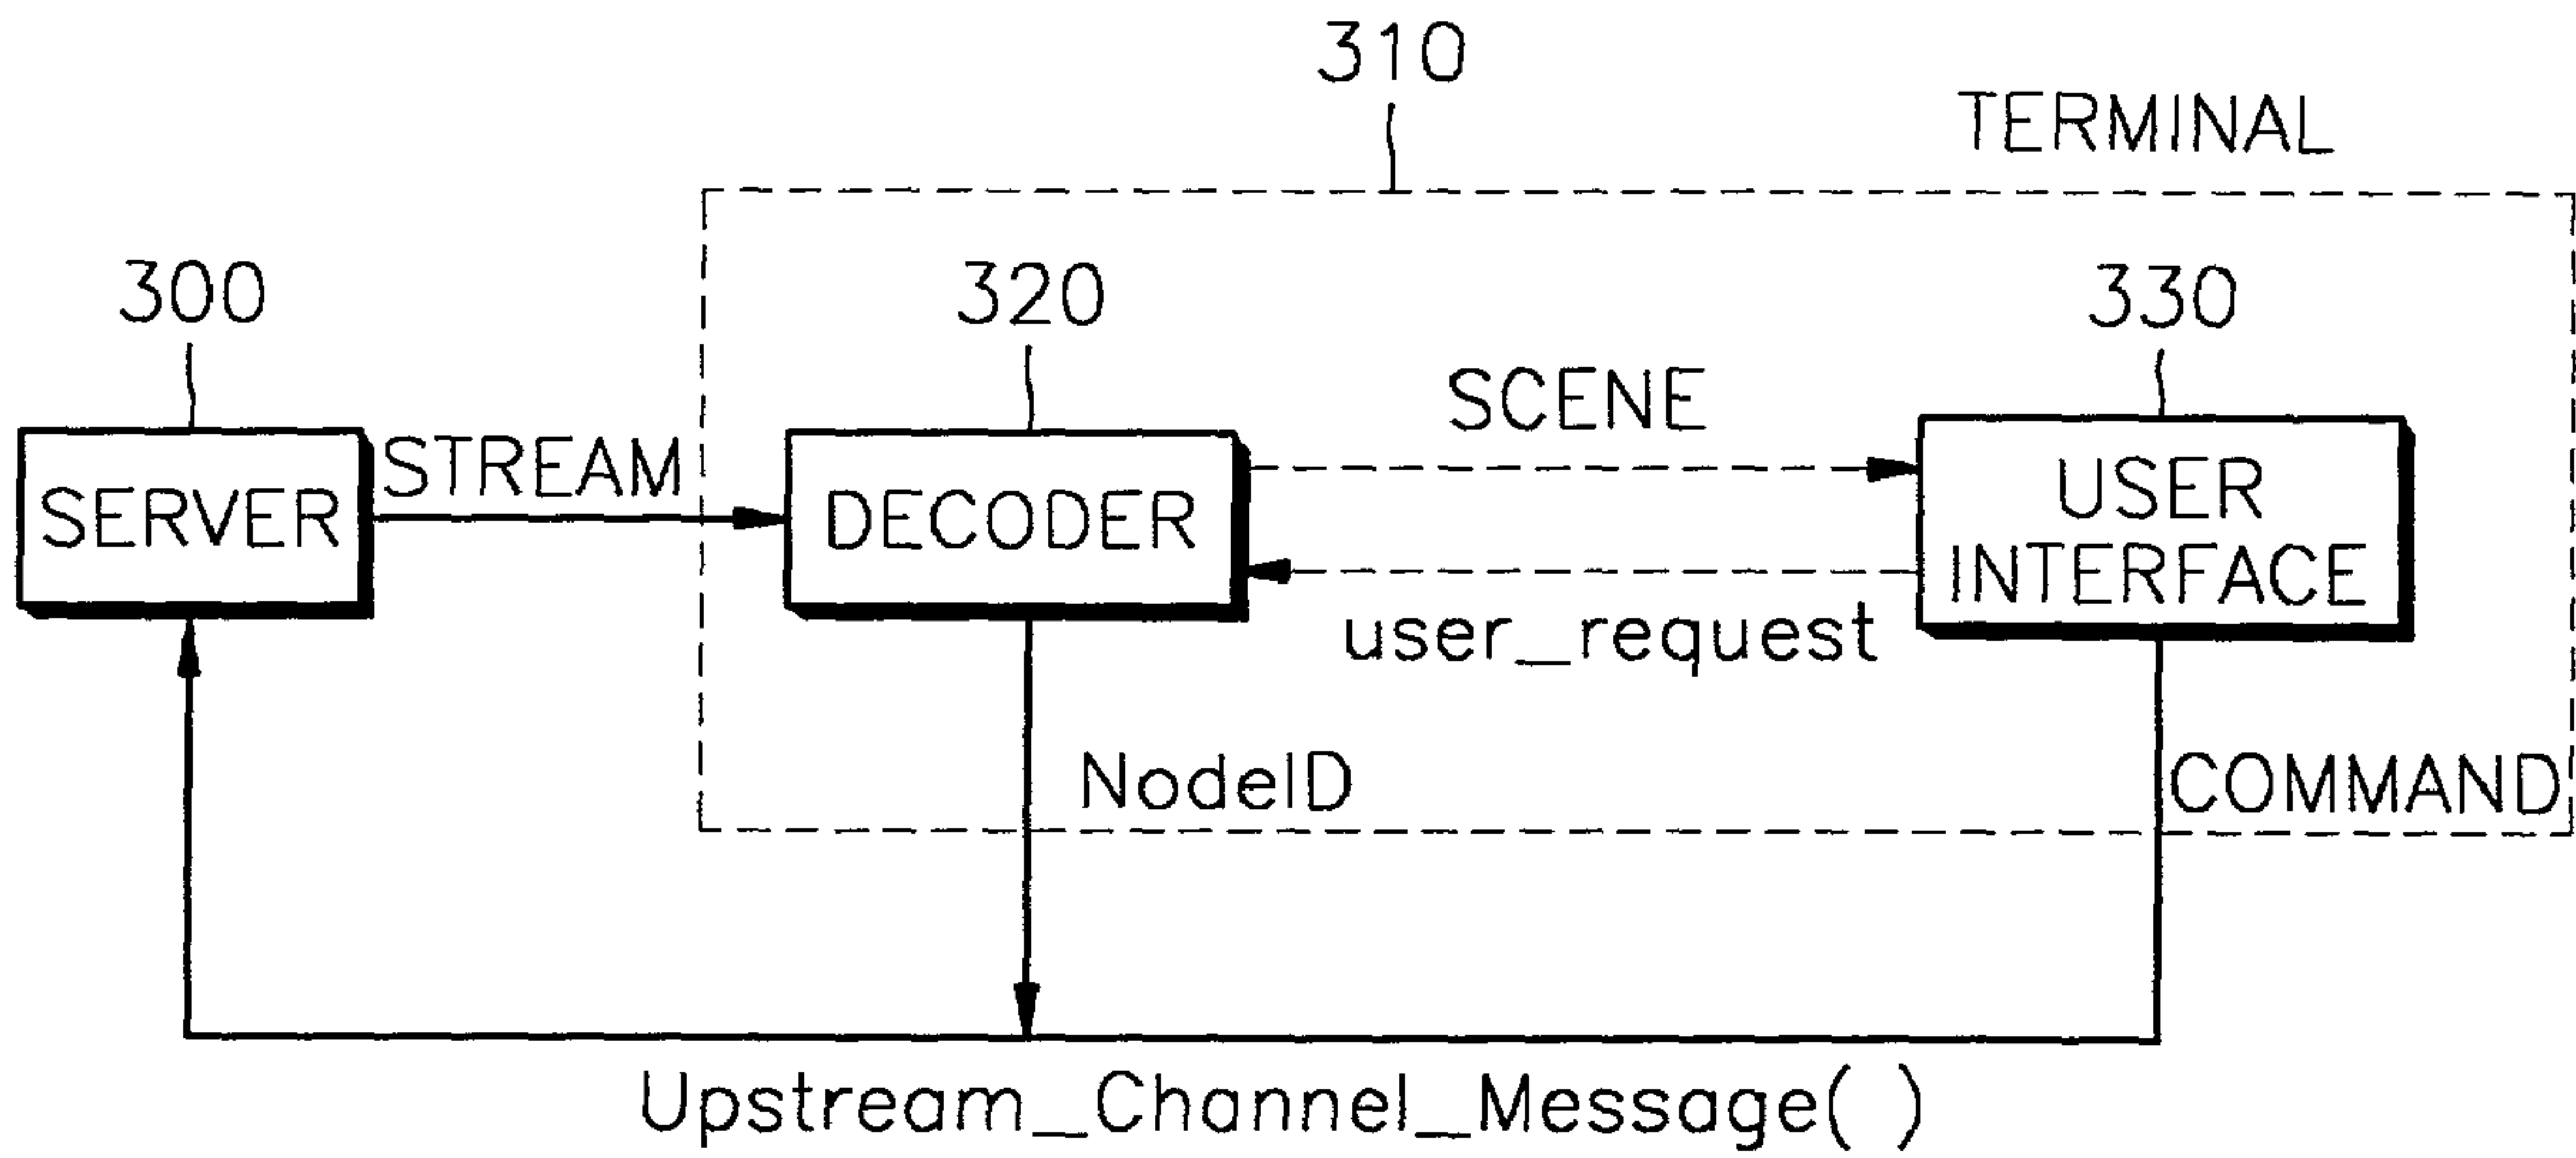 310
TERMINAL
300
320
330
SCENE
STREAM
SERVER
DECODER
USER
INTERFACE
user_request
NodeID
COMMAND
Upstream_Channel_Message( )